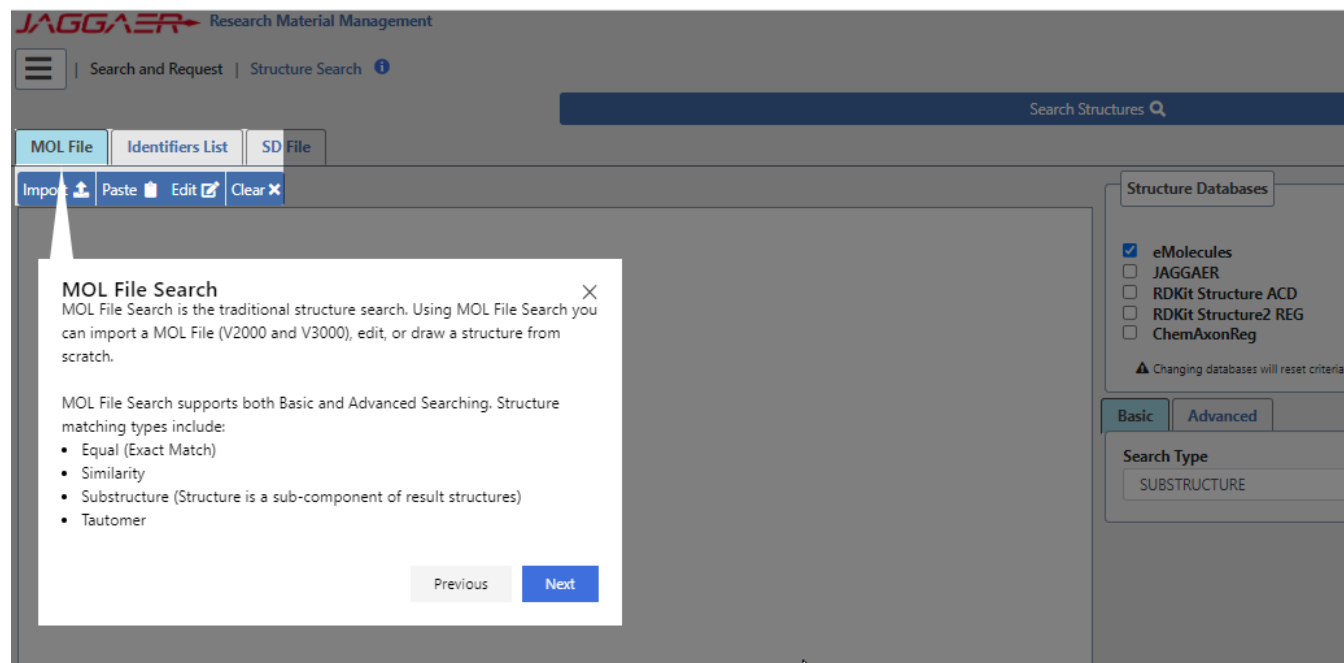 JAGGAER Research Material Management
| Search and Request | Structure Search
Search Structures
MOL File Identifiers List SD File
Import Paste Edit Clear
Structure Databases
eMolecules
JAGGAER
RDKit Structure ACD
RDKit Structure2 REG
ChemAxonReg
Changing databases will reset criteria
Basic Advanced
Search Type
SUBSTRUCTURE
MOL File Search
MOL File Search is the traditional structure search. Using MOL File Search you
can import a MOL File (V2000 and V3000), edit, or draw a structure from
scratch.
MOL File Search supports both Basic and Advanced Searching. Structure
matching types include:
• Equal (Exact Match)
• Similarity
• Substructure (Structure is a sub-component of result structures)
• Tautomer
Previous Next